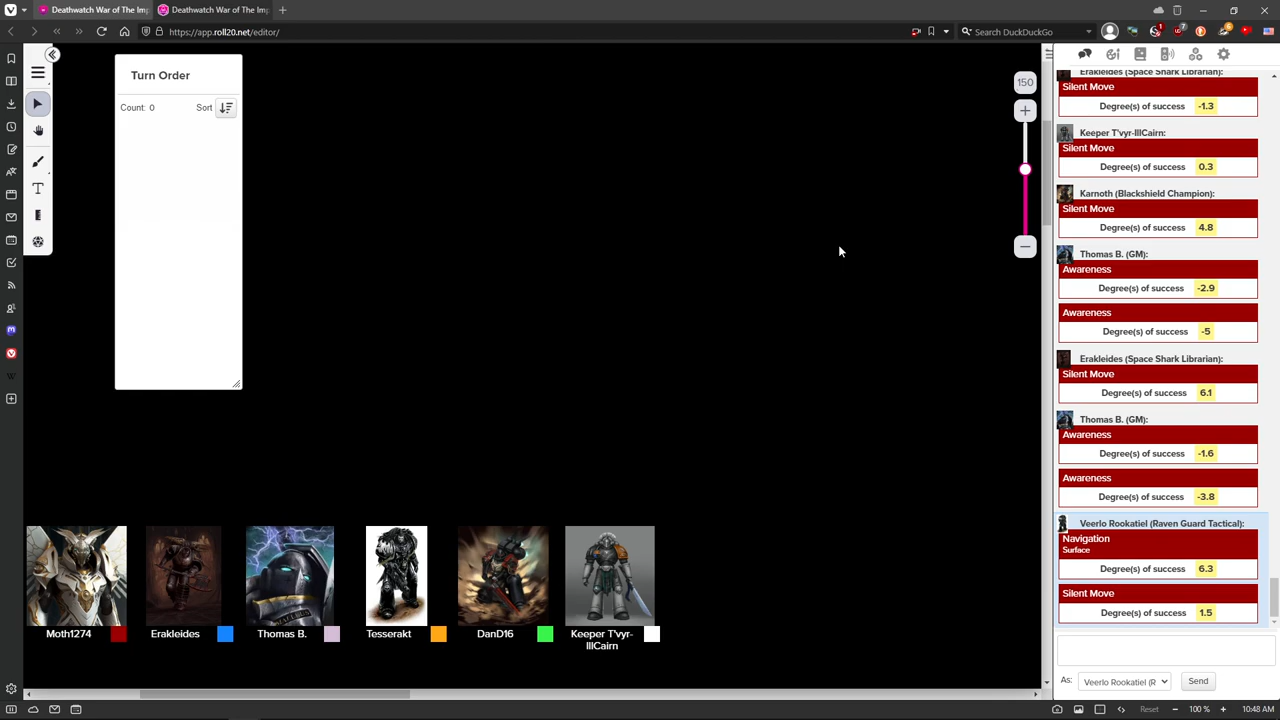 Deathwatch War of The Imp
Deathwatch War of The Imp
https://app.roll20.net/editor/
Search DuckDuckGo
Turn Order
Count: 0
Sort
150
Erakleides (Space Shark Librarian):
Silent Move
Degree(s) of success -1.3
Keeper T'vyr-IllCairn:
Silent Move
Degree(s) of success 0.3
Karnoth (Blackshield Champion):
Silent Move
Degree(s) of success 4.8
Thomas B. (GM):
Awareness
Degree(s) of success -2.9
Awareness
Degree(s) of success -5
Erakleides (Space Shark Librarian):
Silent Move
Degree(s) of success 6.1
Thomas B. (GM):
Awareness
Degree(s) of success -1.6
Awareness
Degree(s) of success -3.8
Veerlo Rookatiel (Raven Guard Tactical):
Navigation
Surface
Degree(s) of success 6.3
Silent Move
Degree(s) of success 1.5
As: Veerlo Rookatiel (R
Send
Moth1274
Erakleides
Thomas B.
Tesserakt
DanD16
Keeper T'vyr-
IllCairn
Reset
100 %
10:48 AM